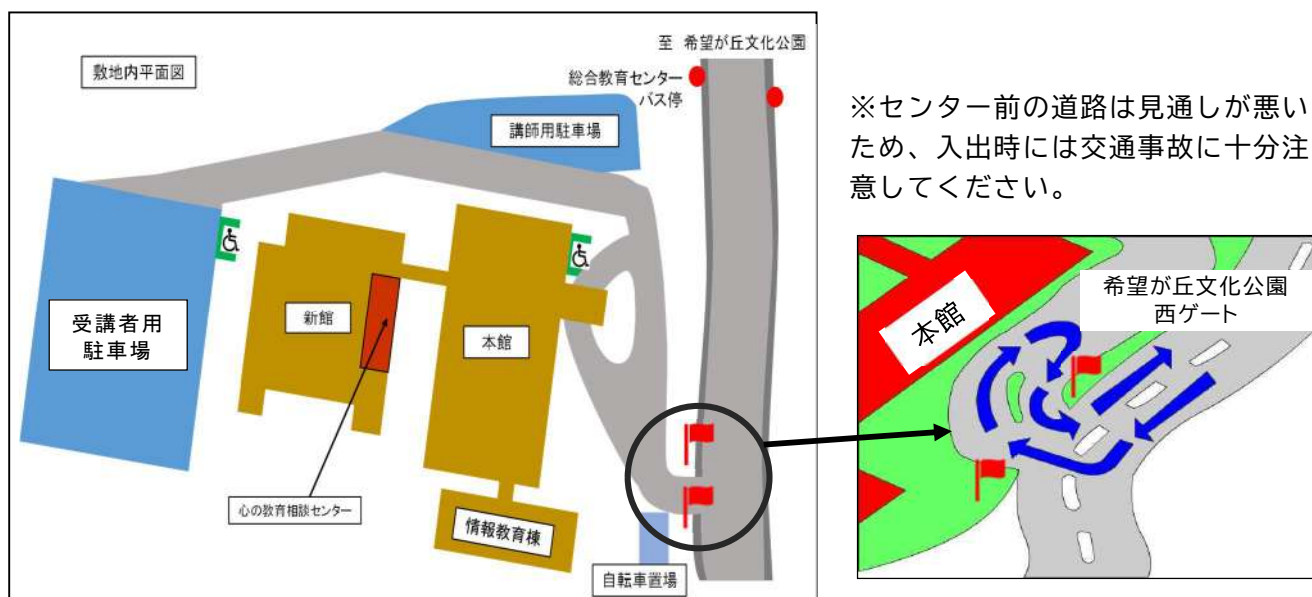 敷地内平面図
至 希望が丘文化公園
総合教育センター
バス停
講師用駐車場
受講者用
駐車場
新館
本館
心の教育相談センター
情報教育棟
自転車置場
※センター前の道路は見通しが悪い
ため、入出時には交通事故に十分注
意してください。
希望が丘文化公園
西ゲート
本館